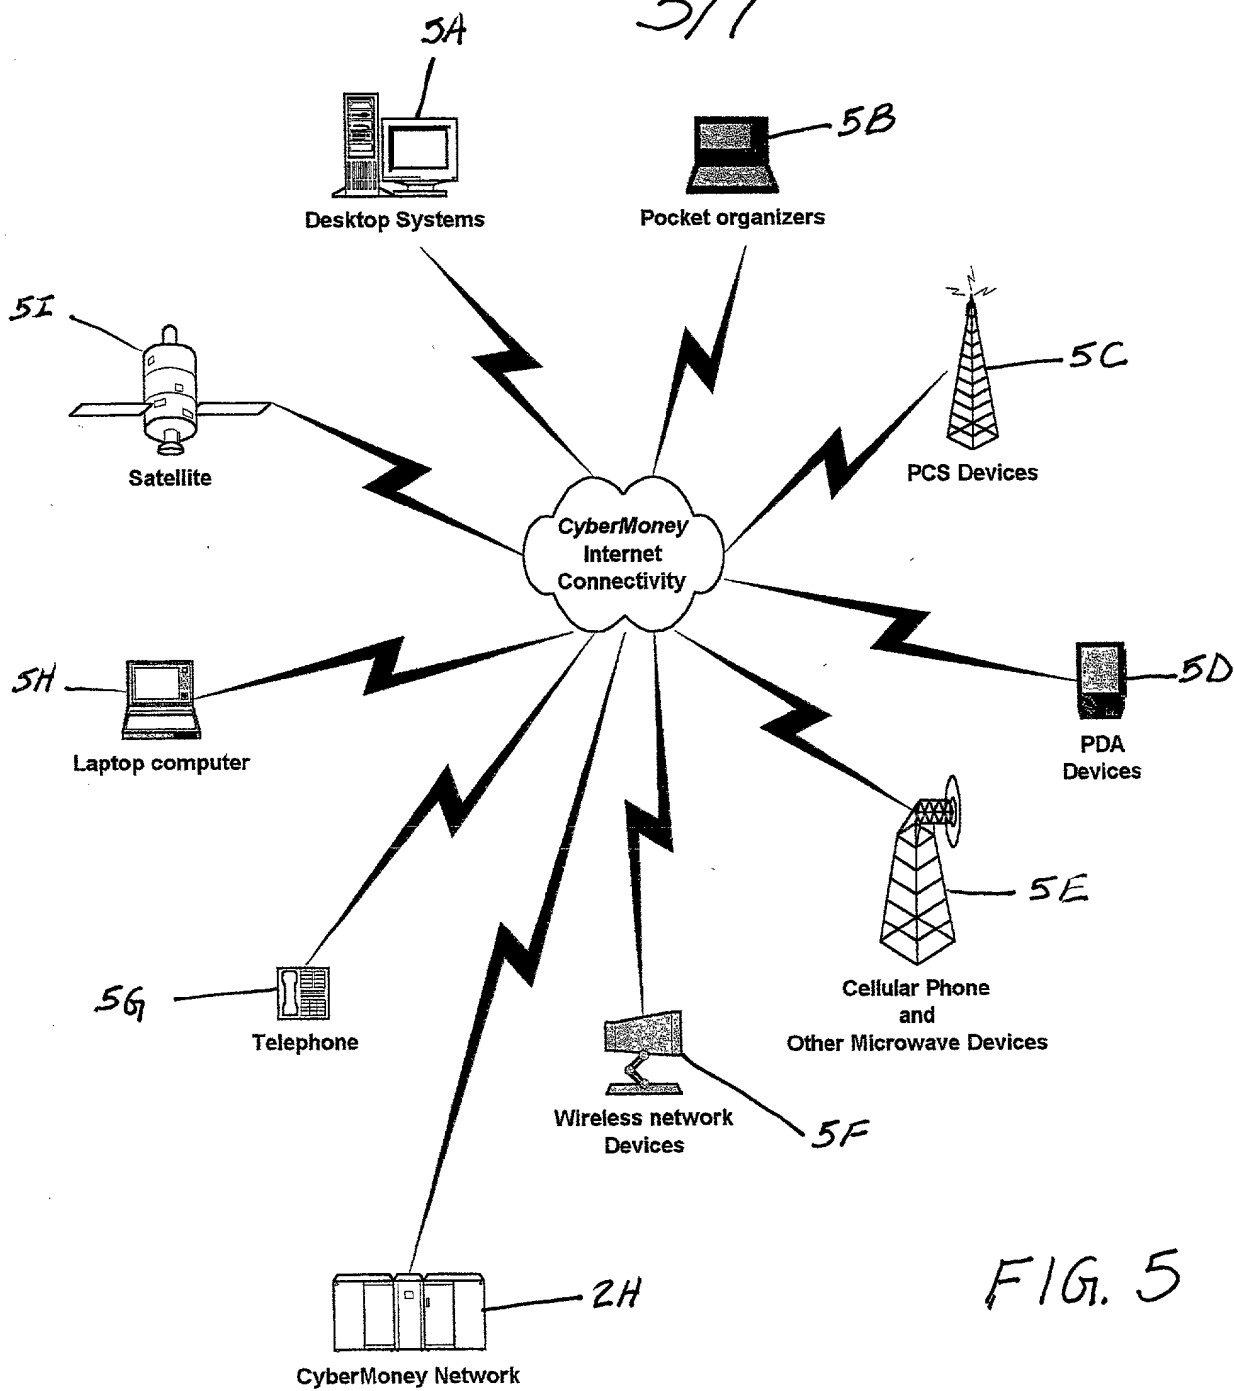 5/7
5A
5B
Desktop Systems
Pocket organizers
5I
5C
Satellite
PCS Devices
CyberMoney
Internet
Connectivity
5H
5D
Laptop computer
PDA
Devices
5E
5G
Cellular Phone
and
Other Microwave Devices
Telephone
Wireless network
Devices
5F
2H
FIG. 5
CyberMoney Network